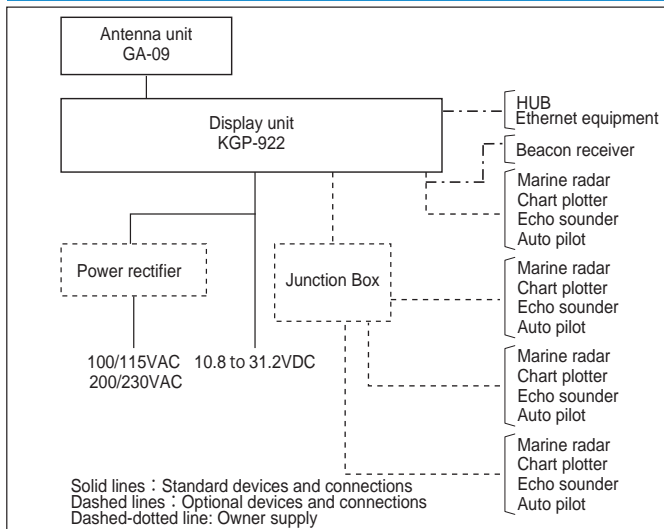 Antenna unit
GA-09
Display unit
KGP-922
HUB
Ethernet equipment
Beacon receiver
Marine radar
Chart plotter
Echo sounder
Auto pilot
Power rectifier
Junction Box
Marine radar
Chart plotter
Echo sounder
Auto pilot
100/115VAC
200/230VAC
10.8 to 31.2VDC
Marine radar
Chart plotter
Echo sounder
Auto pilot
Marine radar
Chart plotter
Echo sounder
Auto pilot
Solid lines：Standard devices and connections
Dashed lines：Optional devices and connections
Dashed-dotted line: Owner supply